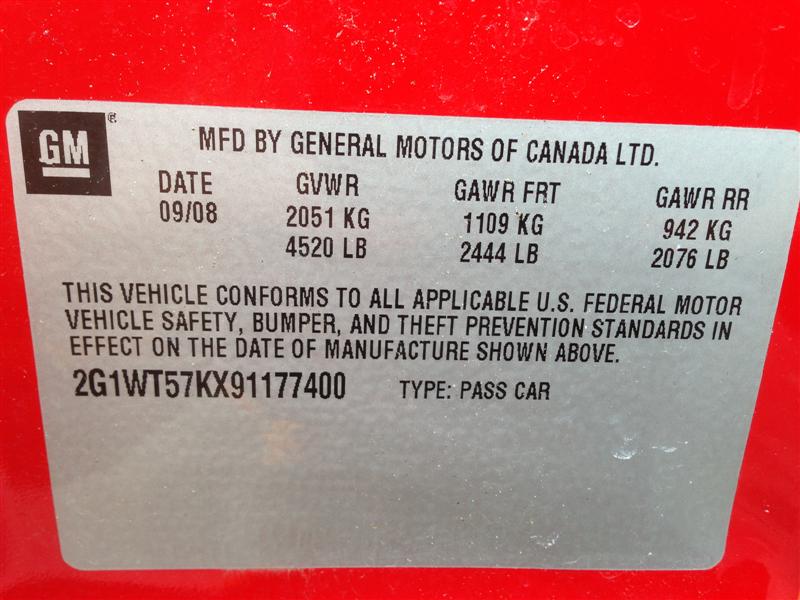 GM®
MFD BY GENERAL MOTORS OF CANADA LTD.
DATE GVWR GAWR FRT GAWR RR
09/08 2051 KG 1109 KG 942 KG
4520 LB 2444 LB 2076 LB
THIS VEHICLE CONFORMS TO ALL APPLICABLE U.S. FEDERAL MOTOR
VEHICLE SAFETY, BUMPER, AND THEFT PREVENTION STANDARDS IN
EFFECT ON THE DATE OF MANUFACTURE SHOWN ABOVE.
2G1WT57KX91177400 TYPE: PASS CAR